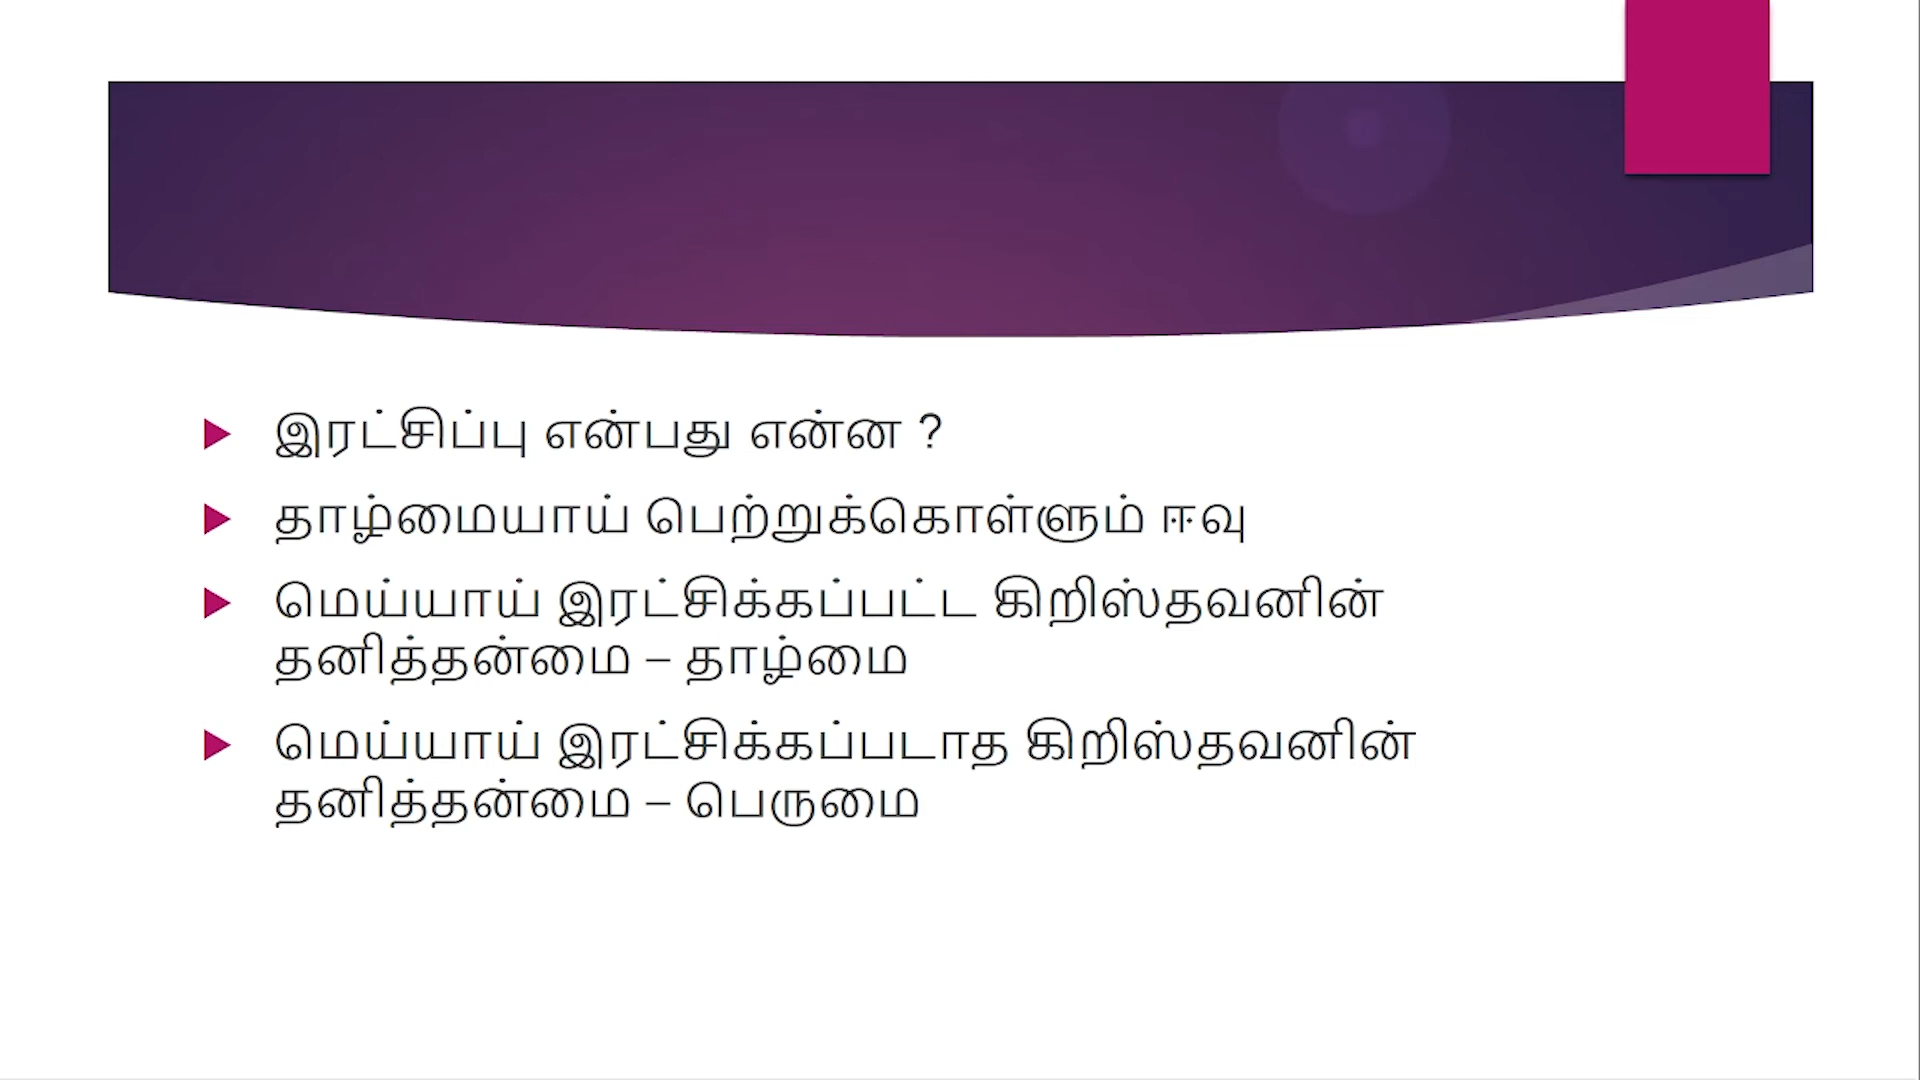 இரட்சிப்பு என்பது என்ன ?
தாழ்மையாய் பெற்றுக்கொள்ளும் ஈவு
மெய்யாய் இரட்சிக்கப்பட்ட கிறிஸ்தவனின்
தனித்தன்மை – தாழ்மை
மெய்யாய் இரட்சிக்கப்படாத கிறிஸ்தவனின்
தனித்தன்மை – பெருமை